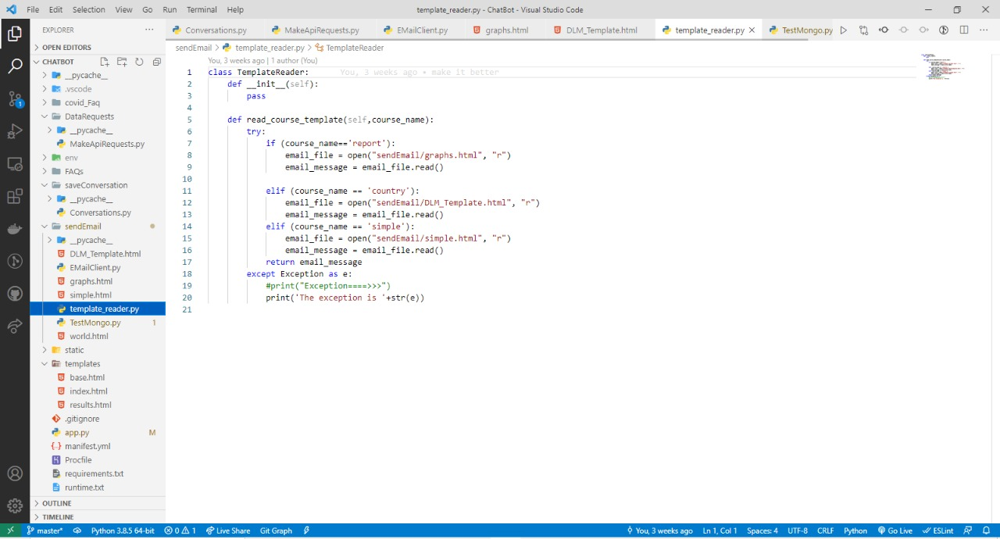 File Edit Selection View Go Run Terminal Help
template_reader.py - ChatBot - Visual Studio Code
EXPLORER
Conversations.py
MakeApiRequests.py
EMailClient.py
graphs.html
DLM_Template.html
template_reader.py
TestMongo.py
OPEN EDITORS
CHATBOT
__pycache__
.vscode
covid_Faq
DataRequests
__pycache__
MakeApiRequests.py
env
FAQs
saveConversation
__pycache__
Conversations.py
sendEmail
__pycache__
DLM_Template.html
EMailClient.py
graphs.html
simple.html
template_reader.py
TestMongo.py 1
world.html
static
templates
base.html
index.html
results.html
.gitignore
app.py M
manifest.yml
Procfile
requirements.txt
runtime.txt
OUTLINE
TIMELINE
sendEmail > template_reader.py > TemplateReader
You, 3 weeks ago | 1 author (You)
1 class TemplateReader: You, 3 weeks ago • make it better
2 def __init__(self):
3 pass
4
5 def read_course_template(self,course_name):
6 try:
7 if (course_name=='report'):
8 email_file = open("sendEmail/graphs.html", "r")
9 email_message = email_file.read()
10
11 elif (course_name == 'country'):
12 email_file = open("sendEmail/DLM_Template.html", "r")
13 email_message = email_file.read()
14 elif (course_name == 'simple'):
15 email_file = open("sendEmail/simple.html", "r")
16 email_message = email_file.read()
17 return email_message
18 except Exception as e:
19 #print("Exception====>>>")
20 print('The exception is '+str(e))
21
1
master* Python 3.8.5 64-bit 0 1 Live Share Git Graph You, 3 weeks ago Ln 1, Col 1 Spaces: 4 UTF-8 CRLF Python Go Live ESLint